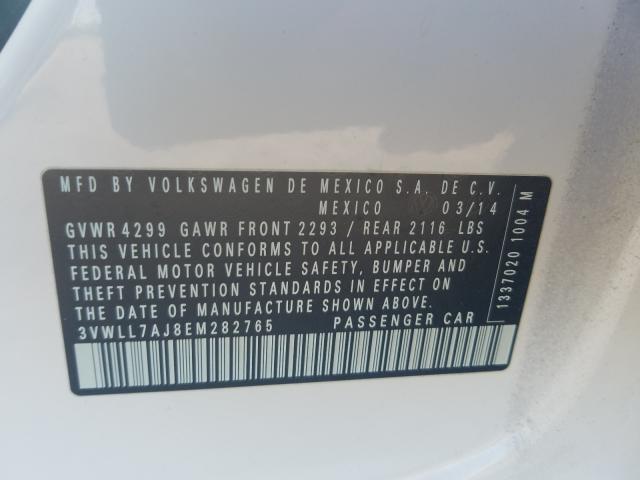 MFD BY VOLKSWAGEN DE MEXICO S.A. DE C.V.
MEXICO 03/14
GVWR 4299 GAWR FRONT 2293 / REAR 2116 LBS
THIS VEHICLE CONFORMS TO ALL APPLICABLE U.S.
FEDERAL MOTOR VEHICLE SAFETY, BUMPER AND
THEFT PREVENTION STANDARDS IN EFFECT ON
THE DATE OF MANUFACTURE SHOWN ABOVE.
3VWLL7AJ8EM282765 PASSENGER CAR
1337020 1004 M